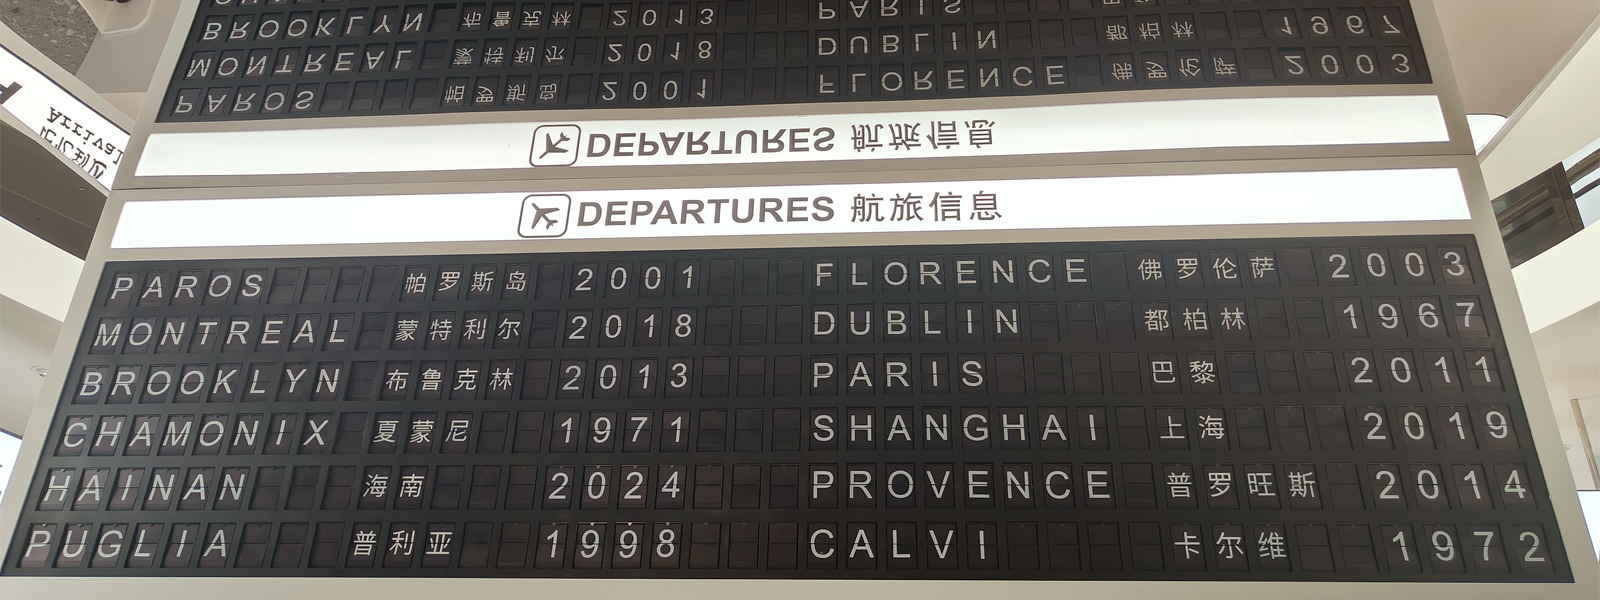 BROOKLYN 布鲁克林 2013 PARIS
MONTREAL 蒙特利尔 2018 DUBLIN 都柏林 1967
PAROS 帕罗斯岛 2001 FLORENCE 佛罗伦萨 2003
DEPARTURES 航旅信息
Arrival
DEPARTURES 航旅信息
PAROS 帕罗斯岛 2001 FLORENCE 佛罗伦萨 2003
MONTREAL 蒙特利尔 2018 DUBLIN 都柏林 1967
BROOKLYN 布鲁克林 2013 PARIS 巴黎 2011
CHAMONIX 夏蒙尼 1971 SHANGHAI 上海 2019
HAINAN 海南 2024 PROVENCE 普罗旺斯 2014
PUGLIA 普利亚 1998 CALVI 卡尔维 1972